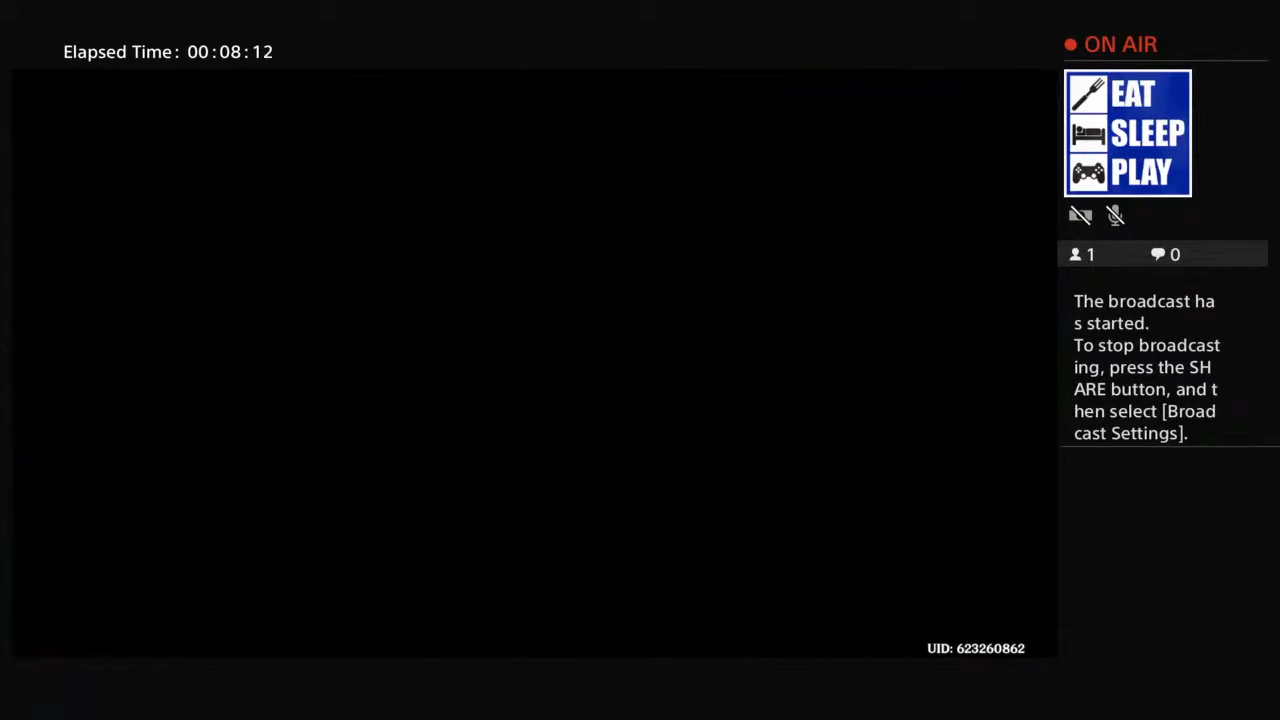 Elapsed Time: 00:08:12
ON AIR
EAT
SLEEP
PLAY
1 0
The broadcast ha
s started.
To stop broadcast
ing, press the SH
ARE button, and t
hen select [Broad
cast Settings].
UID: 623260862